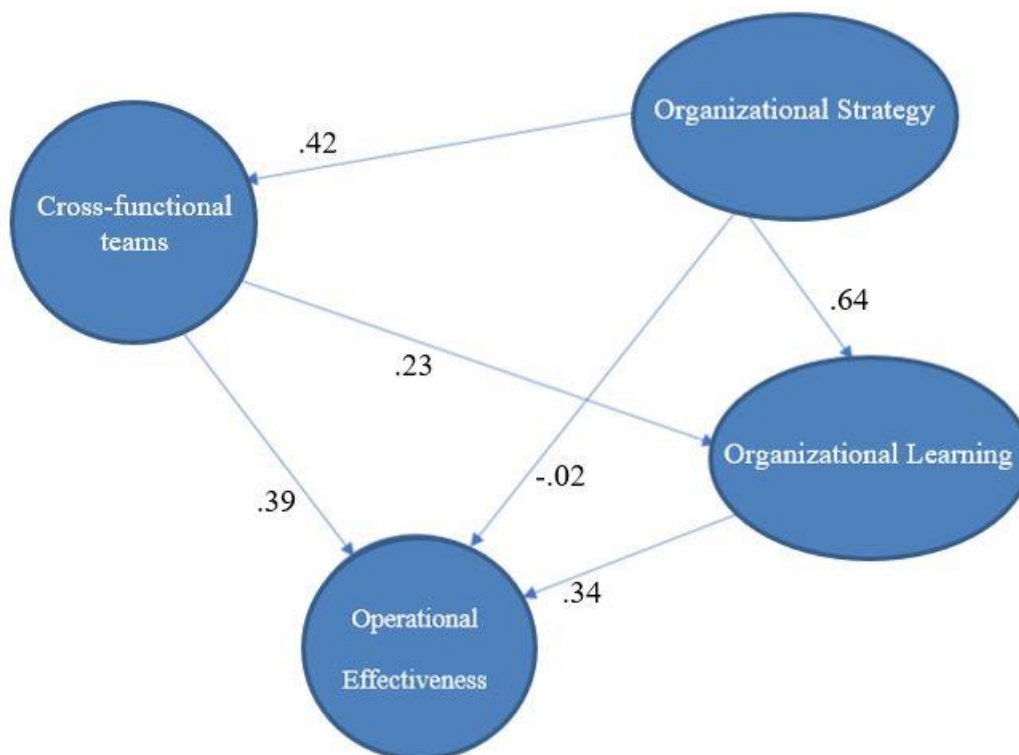 Organizational Strategy
.42
Cross-functional
teams
.64
.23
Organizational Learning
-.02
.39
.34
Operational
Effectiveness